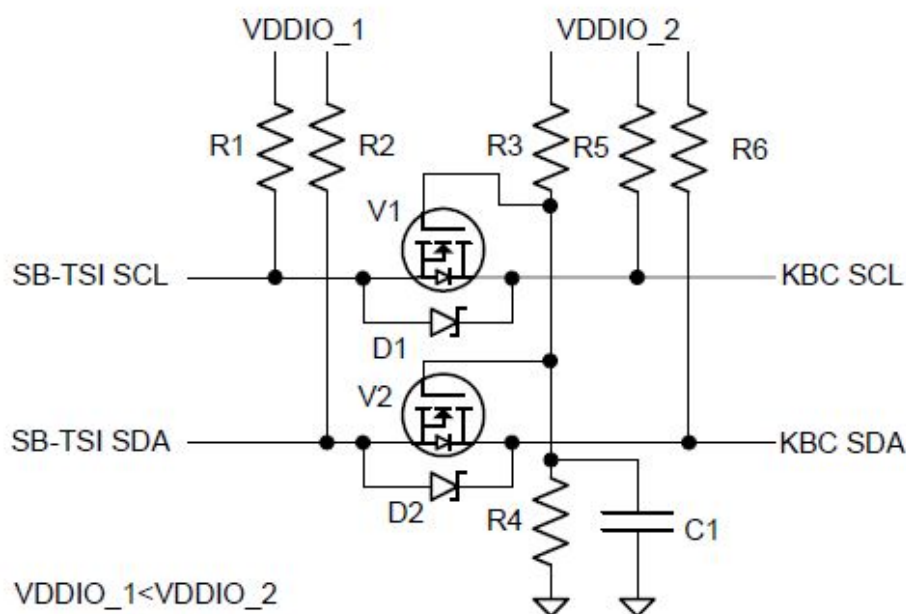 VDDIO_1 VDDIO_2
R1 R2 R3 R5 R6
V1
SB-TSI SCL KBC SCL
D1
V2
SB-TSI SDA KBC SDA
D2 R4 C1
VDDIO_1<VDDIO_2